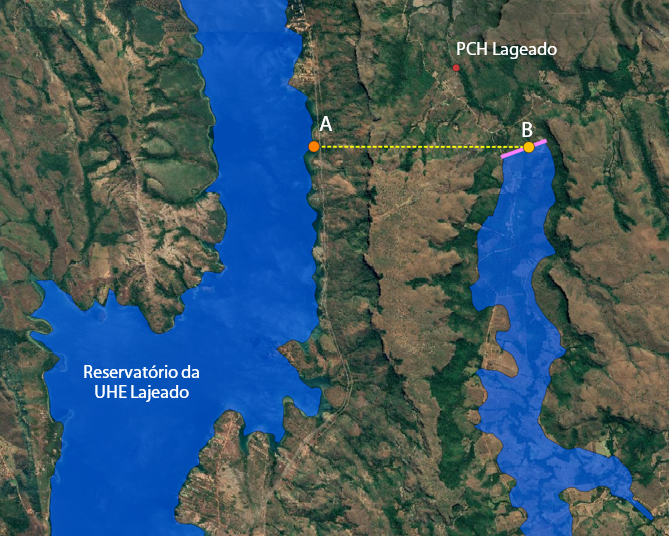 PCH Lageado
A
B
Reservatório da
UHE Lajeado